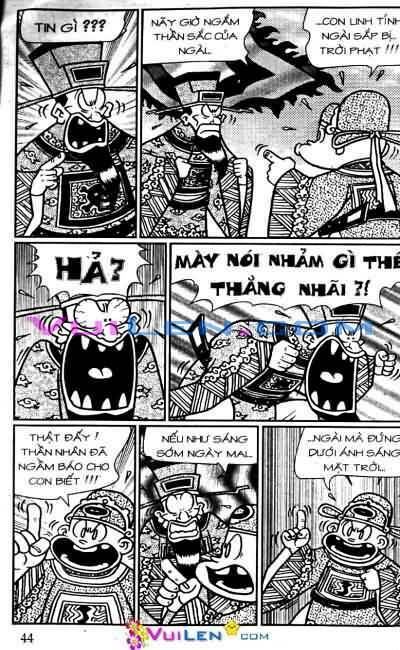 TIN GÌ ???
NÃY GIỜ NGẮM
THẦN SẮC CỦA
NGÀI..
...CON LINH TÍNH
NGÀI SẮP BỊ..
TRỜI PHẠT !!!
HẢ?
MÀY NÓI NHẢM GÌ THẾ
THẰNG NHÃI ?!
VUILEN.COM
THẬT ĐẤY !
THẦN NHÂN ĐÃ
NGẦM BÁO CHO
CON BIẾT !!!
NẾU NHƯ SÁNG
SỚM NGÀY MAI..
..NGÀI MÀ ĐỨNG
DƯỚI ÁNH SÁNG
MẶT TRỜI..
44
VUILEN.COM